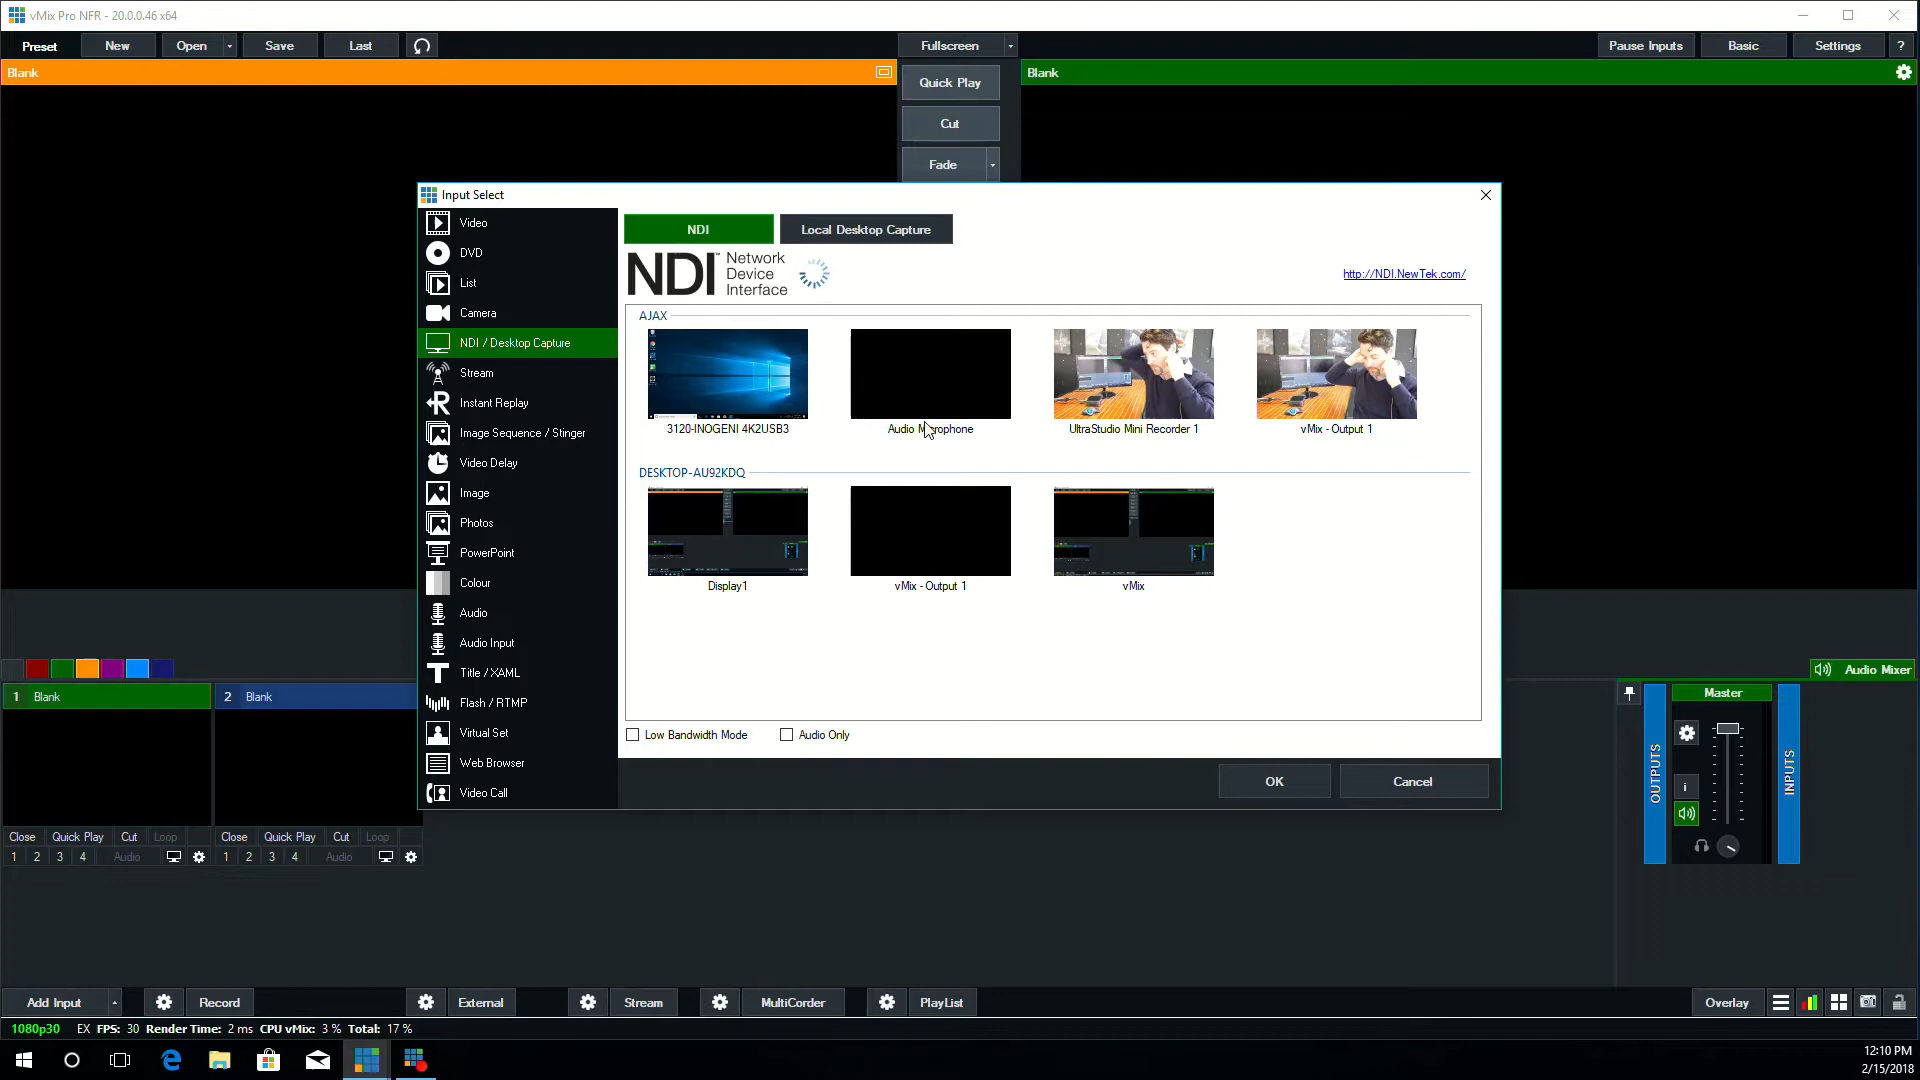 vMix Pro NFR - 20.0.0.46 x64
Preset New Open Save Last Fullscreen Pause Inputs Basic Settings ?
Blank Blank
Quick Play
Cut
Fade
Input Select
Video
DVD
List
Camera
NDI / Desktop Capture
Stream
Instant Replay
Image Sequence / Stinger
Video Delay
Image
Photos
PowerPoint
Colour
Audio
Audio Input
Title / XAML
Flash / RTMP
Virtual Set
Web Browser
Video Call
NDI Local Desktop Capture
NDI™ Network
Device
Interface
http://NDI.NewTek.com/
AJAX
3120-INOGENI 4K2USB3 Audio Microphone UltraStudio Mini Recorder 1 vMix - Output 1
DESKTOP-AU92KDQ
Display1 vMix - Output 1 vMix
Low Bandwidth Mode Audio Only
OK Cancel
1 Blank 2 Blank
Close Quick Play Cut Loop Close Quick Play Cut Loop
1 2 3 4 Audio 1 2 3 4 Audio
Audio Mixer
Master
OUTPUTS
i
INPUTS
Add Input Record External Stream MultiCorder PlayList Overlay
1080p30 EX FPS: 30 Render Time: 2 ms CPU vMix: 3 % Total: 17 %
12:10 PM
2/15/2018